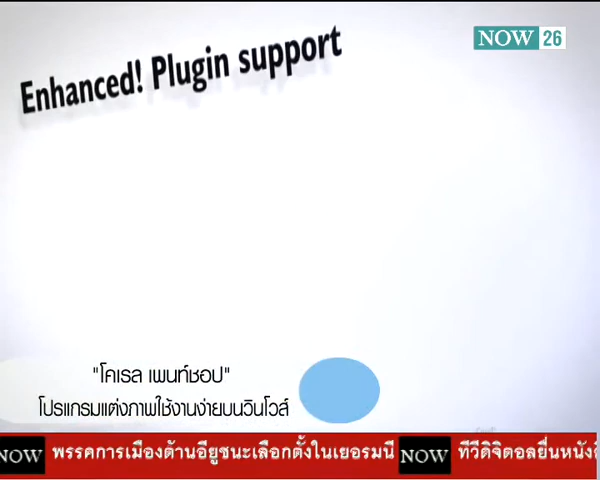 Enhanced! Plugin support
NOW 26
"โคเรล เพนท์ชอป"
โปรแกรมแต่งภาพใช้งานง่ายบนวินโวส์
NOW พรรคการเมืองต้านอียูชนะเลือกตั้งในเยอรมนี NOW ทีวีดิจิตอลยื่นหนังสื